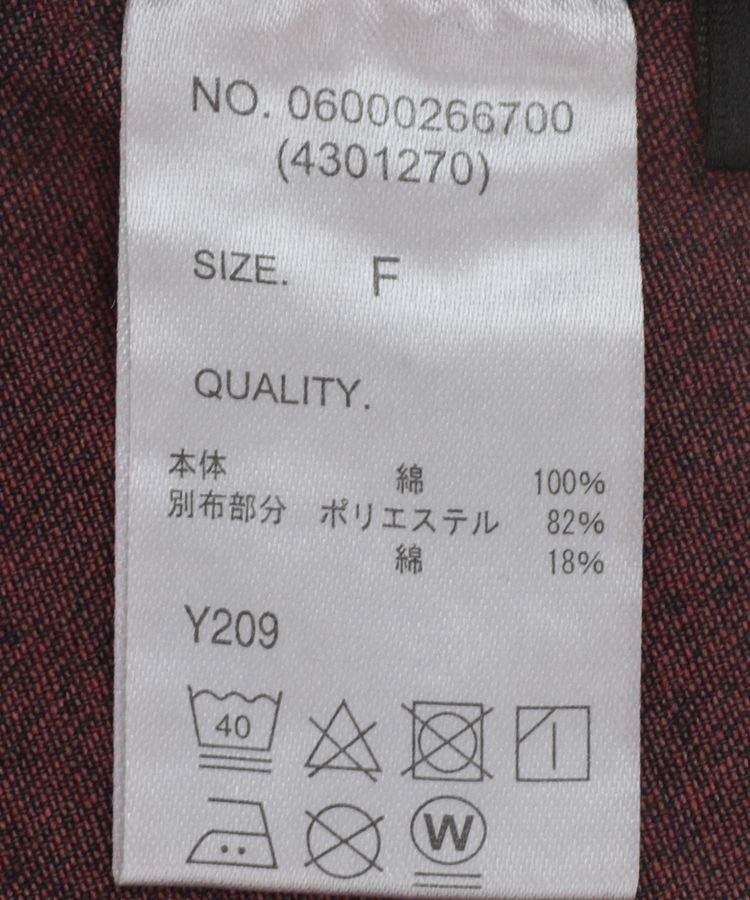 NO. 06000266700
(4301270)
SIZE. F
QUALITY.
本体 綿 100%
別布部分 ポリエステル 82%
綿 18%
Y209
40
W